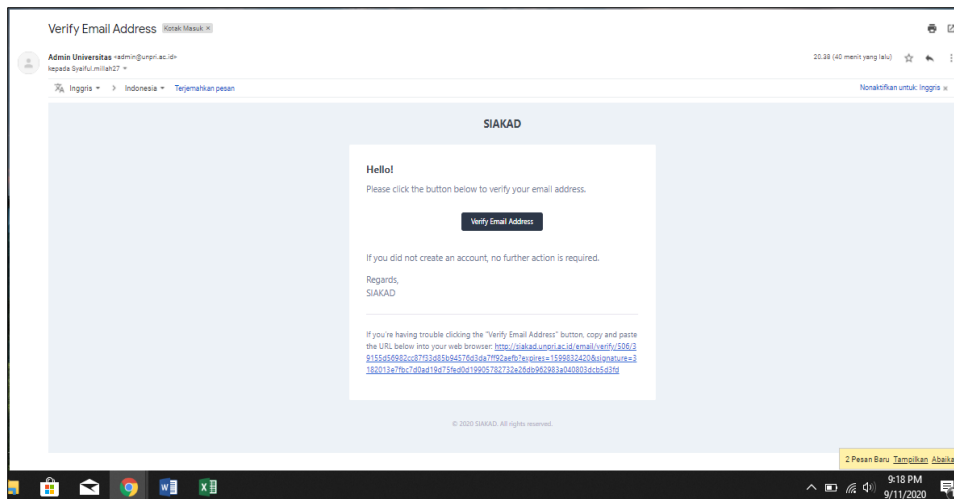 Verify Email Address Kotak Masuk ×
Admin Universitas <admin@unpri.ac.id>
20.38 (40 menit yang lalu)
kepada Syaiful.millah27
Inggris > Indonesia Terjemahkan pesan
Nonaktifkan untuk: Inggris ×
SIAKAD
Hello!
Please click the button below to verify your email address.
Verify Email Address
If you did not create an account, no further action is required.
Regards,
SIAKAD
If you're having trouble clicking the "Verify Email Address" button, copy and paste
the URL below into your web browser: http://siakad.unpri.ac.id/email/verify/506/3
9155d56982cc87f33d85b94576d3da7ff92aefb?expires=1599832420&signature=3
182013e7fbc7d0ad19d75fed0d19905782732e26db962983a040803dcb5d3fd
© 2020 SIAKAD. All rights reserved.
2 Pesan Baru Tampilkan Abaika
9:18 PM
9/11/2020